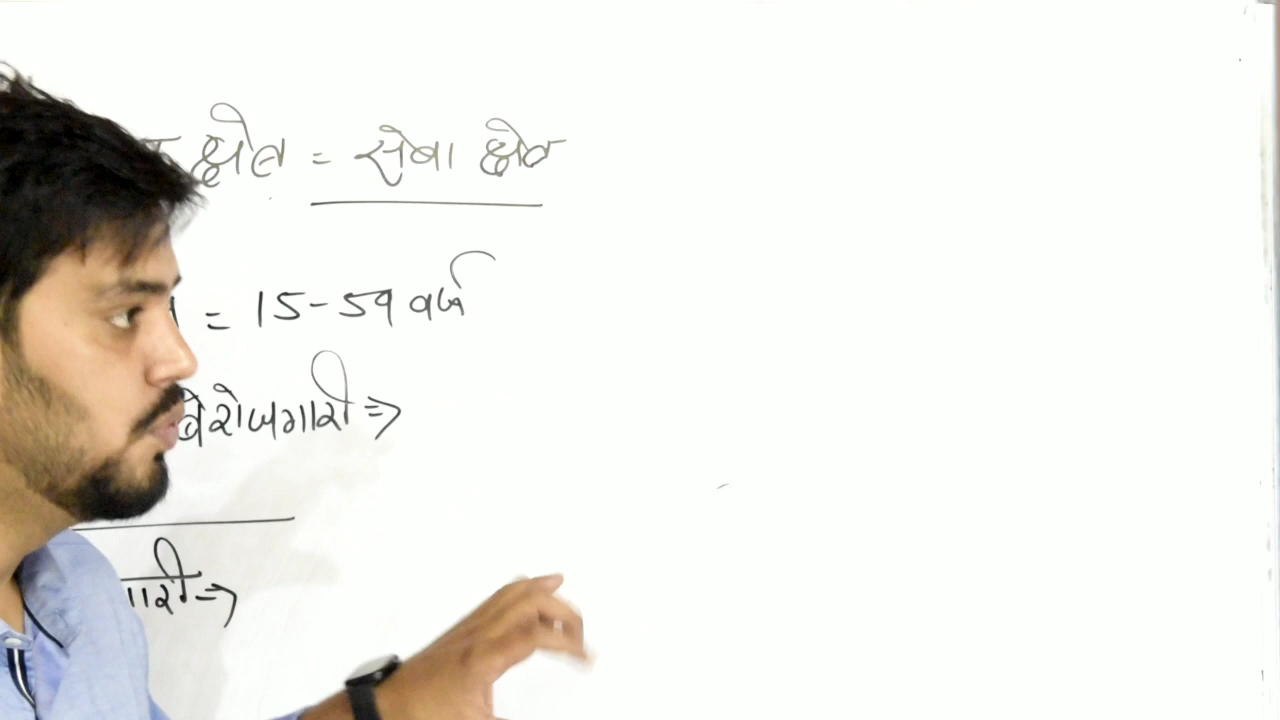 क्षेत्र = सेवा क्षेत्र
= 15-59 वर्ष
बेरोजगारी ⇒
गारी ⇒